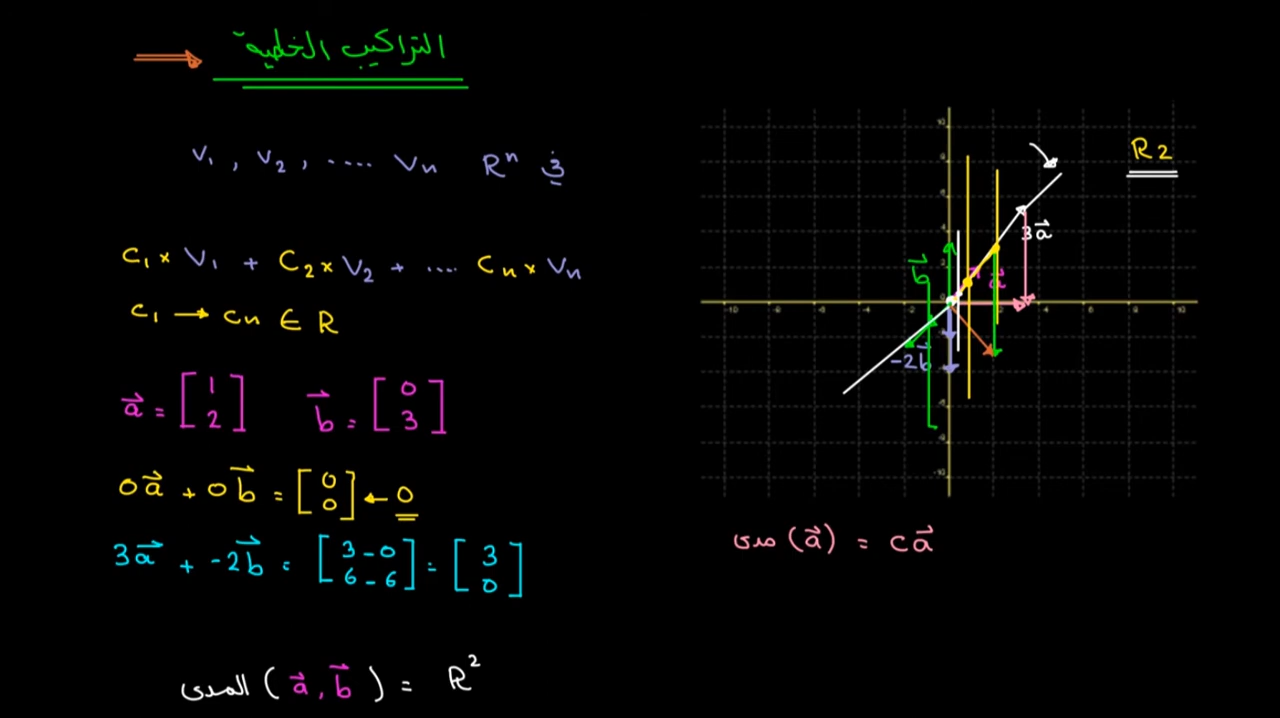 التراكيب الخطية
V₁ , V₂ , .... Vn Rⁿ في
C₁ × V₁ + C₂ × V₂ + .... Cn × Vn
C₁ → Cn ∈ R
a⃗ = [1 2] b⃗ = [0 3]
0a⃗ + 0b⃗ = [0 0] ← 0
3a⃗ + -2b⃗ = [3-0 6-6] = [3 0]
المدى (a⃗, b⃗) = R²
R2
3a⃗
a⃗
b⃗
-2b⃗
مدى (a⃗) = ca⃗